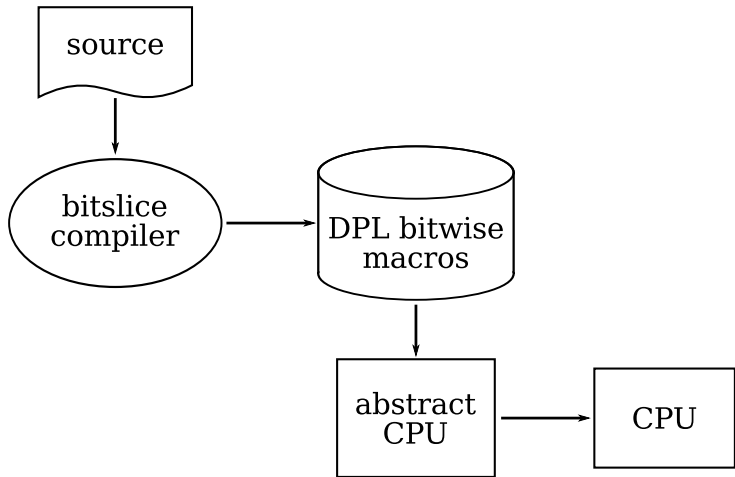 source
bitslice
compiler
DPL bitwise
macros
abstract
CPU
CPU